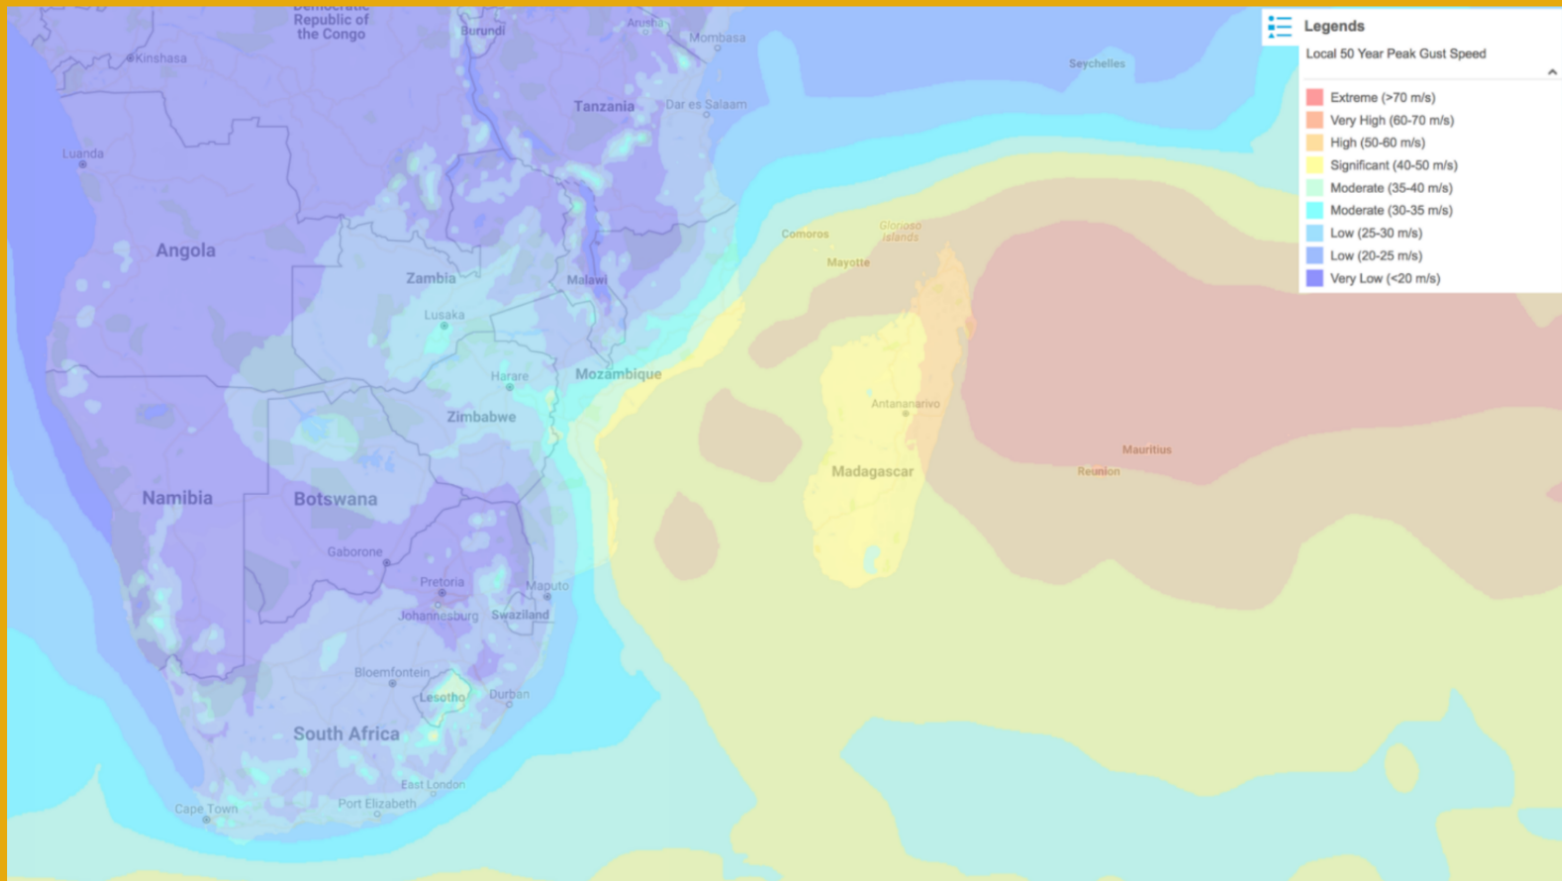 Democratic
Republic of
the Congo
Burundi
Arusha
Mombasa
Kinshasa
Seychelles
Tanzania
Dar es Salaam
Luanda
Comoros
Glorioso
Islands
Angola
Mayotte
Zambia
Malawi
Lusaka
Harare
Mozambique
Zimbabwe
Antananarivo
Mauritius
Madagascar
Reunion
Namibia
Botswana
Gaborone
Pretoria
Maputo
Johannesburg
Swaziland
Bloemfontein
Lesotho
Durban
South Africa
East London
Port Elizabeth
Cape Town
Legends
Local 50 Year Peak Gust Speed
Extreme (>70 m/s)
Very High (60-70 m/s)
High (50-60 m/s)
Significant (40-50 m/s)
Moderate (35-40 m/s)
Moderate (30-35 m/s)
Low (25-30 m/s)
Low (20-25 m/s)
Very Low (<20 m/s)